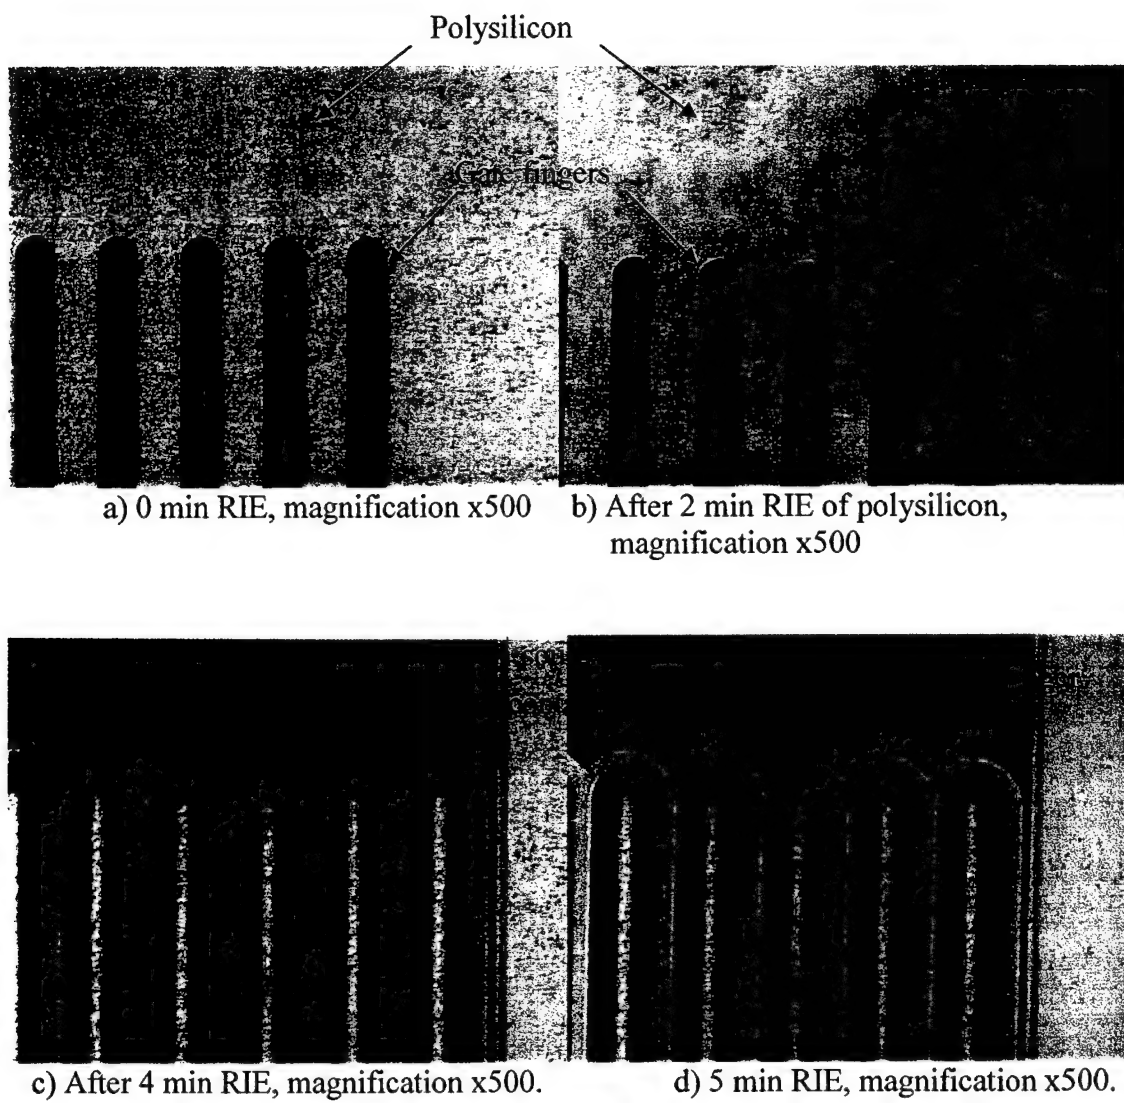 Polysilicon
Gate fingers
a) 0 min RIE, magnification x500
b) After 2 min RIE of polysilicon,
magnification x500
c) After 4 min RIE, magnification x500.
d) 5 min RIE, magnification x500.